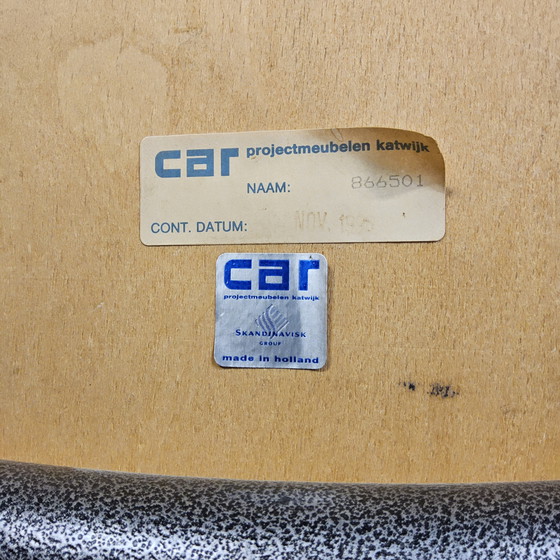 car projectmeubelen katwijk
NAAM: 866501
CONT. DATUM: NOV.
car
projectmeubelen katwijk
SKANDINAVISK
GROUP
made in holland